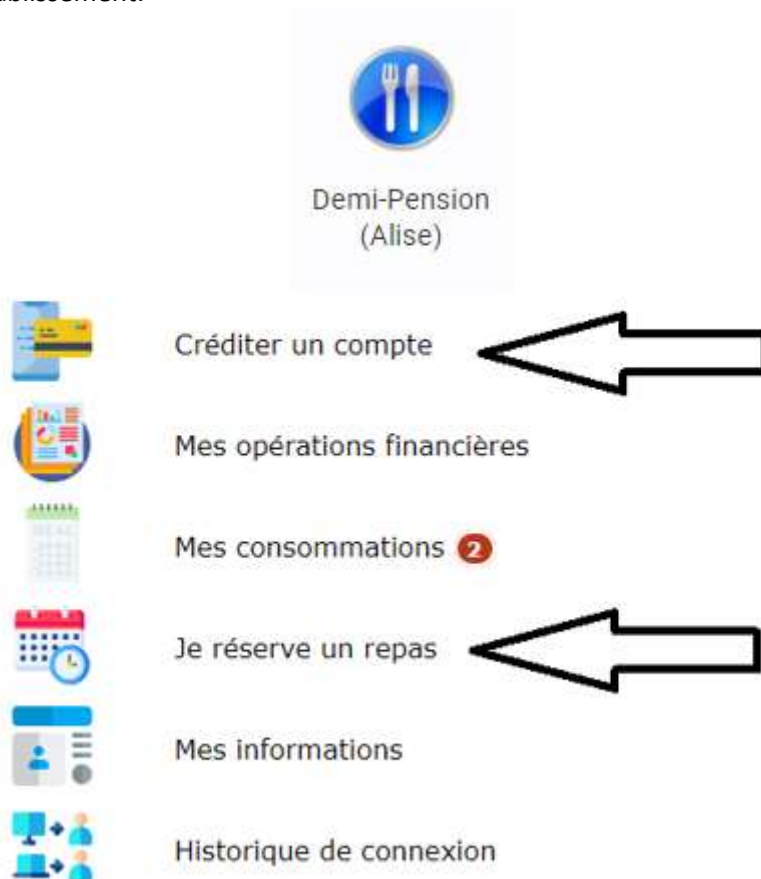 Demi-Pension
(Alise)
Créditer un compte
Mes opérations financières
Mes consommations 2
Je réserve un repas
Mes informations
Historique de connexion